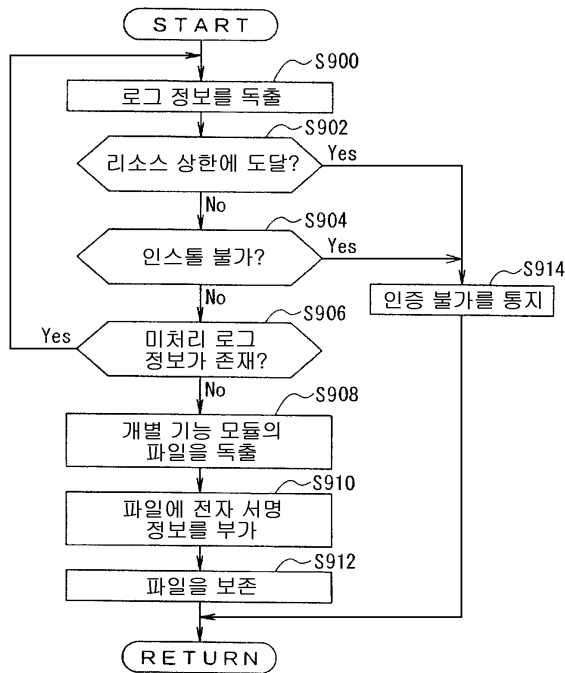 START
S900
로그 정보를 독출
S902
리소스 상한에 도달?
Yes
No
S904
인스톨 불가?
Yes
S914
인증 불가를 통지
No
S906
Yes
미처리 로그
정보가 존재?
No
S908
개별 기능 모듈의
파일을 독출
S910
파일에 전자 서명
정보를 부가
S912
파일을 보존
RETURN